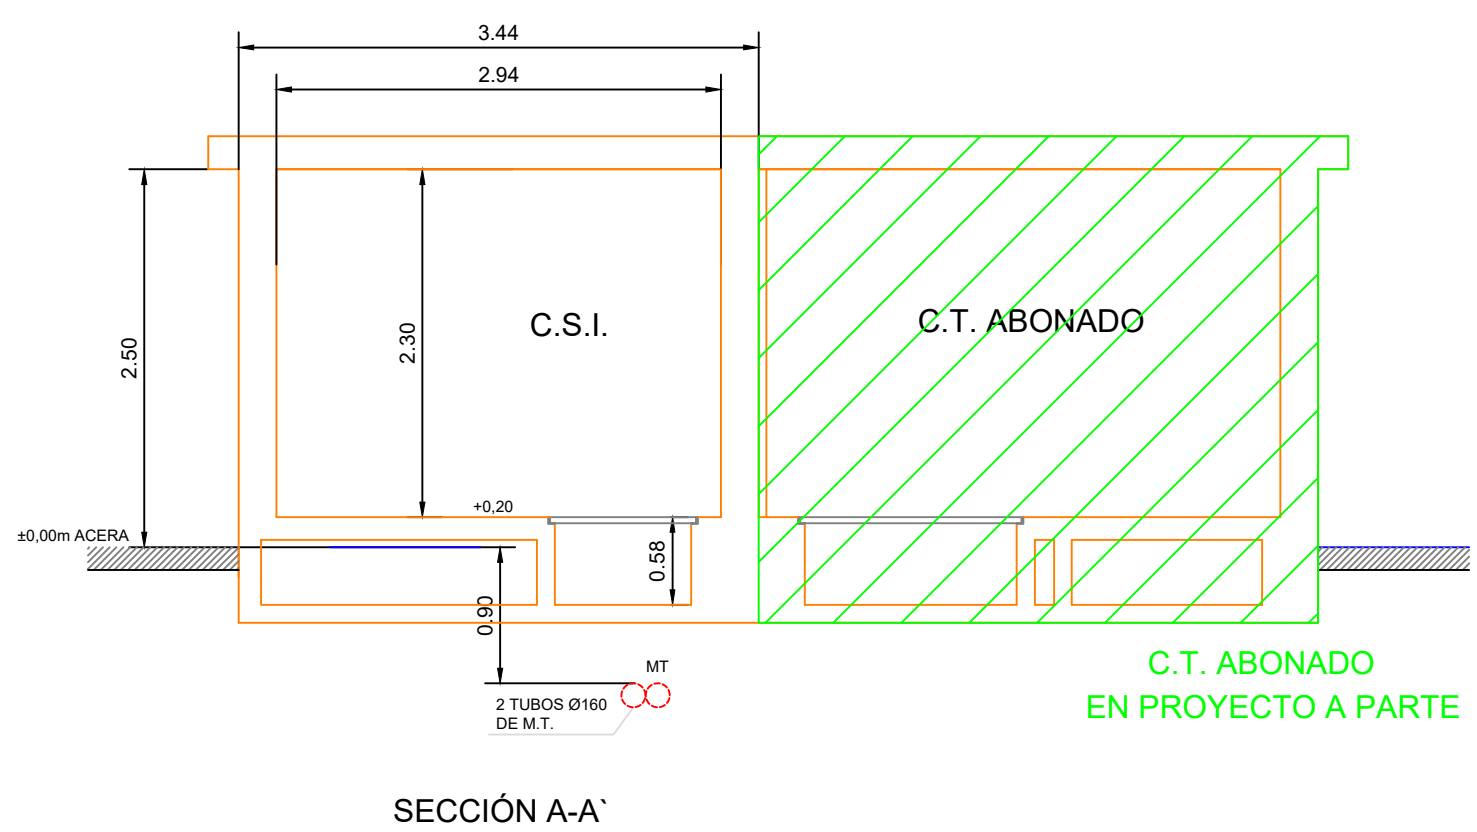 3.44
2.94
C.S.I.
C.T. ABONADO
2.50
2.30
+0,20
±0,00m ACERA
0.58
0.90
MT
2 TUBOS Ø160
DE M.T.
C.T. ABONADO
EN PROYECTO A PARTE
SECCIÓN A-A`